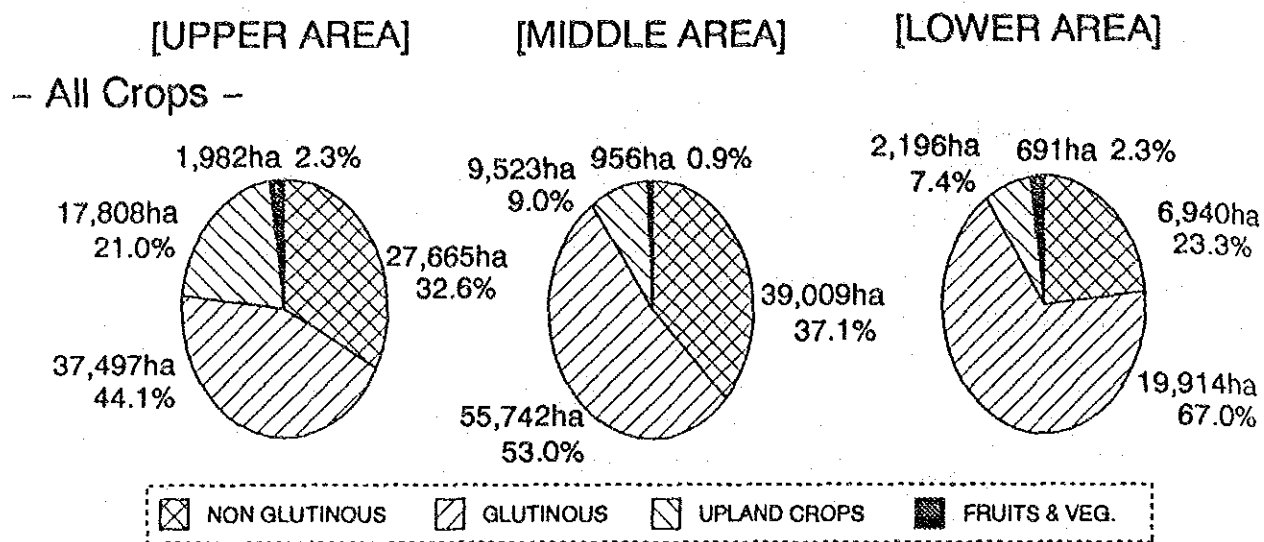 [UPPER AREA] [MIDDLE AREA] [LOWER AREA]
– All Crops –
1,982ha 2.3%
17,808ha
21.0%
27,665ha
32.6%
37,497ha
44.1%
9,523ha
9.0%
956ha 0.9%
39,009ha
37.1%
55,742ha
53.0%
2,196ha
7.4%
691ha 2.3%
6,940ha
23.3%
19,914ha
67.0%
NON GLUTINOUS GLUTINOUS UPLAND CROPS FRUITS & VEG.